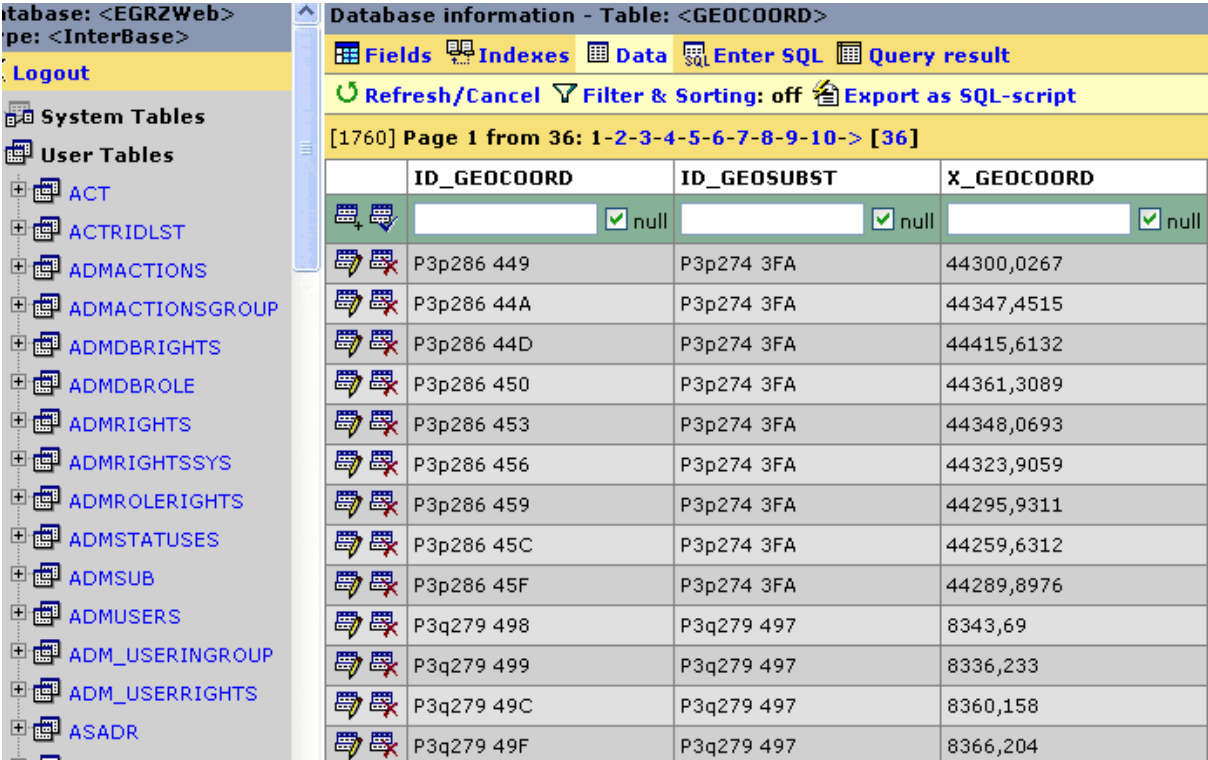 atabase: <EGRZWeb>
pe: <InterBase>
Logout
System Tables
User Tables
ACT
ACTRIDLST
ADMACTIONS
ADMACTIONSGROUP
ADMDBRIGHTS
ADMDBROLE
ADMRIGHTS
ADMRIGHTSSYS
ADMROLERIGHTS
ADMSTATUSES
ADMSUB
ADMUSERS
ADM_USERINGROUP
ADM_USERRIGHTS
ASADR
Database information - Table: <GEOCOORD>
Fields Indexes Data SQL Enter SQL Query result
Refresh/Cancel Filter & Sorting: off Export as SQL-script
[1760] Page 1 from 36: 1-2-3-4-5-6-7-8-9-10-> [36]
ID_GEOCOORD ID_GEOSUBST X_GEOCOORD
null null null
P3p286 449 P3p274 3FA 44300,0267
P3p286 44A P3p274 3FA 44347,4515
P3p286 44D P3p274 3FA 44415,6132
P3p286 450 P3p274 3FA 44361,3089
P3p286 453 P3p274 3FA 44348,0693
P3p286 456 P3p274 3FA 44323,9059
P3p286 459 P3p274 3FA 44295,9311
P3p286 45C P3p274 3FA 44259,6312
P3p286 45F P3p274 3FA 44289,8976
P3q279 498 P3q279 497 8343,69
P3q279 499 P3q279 497 8336,233
P3q279 49C P3q279 497 8360,158
P3q279 49F P3q279 497 8366,204